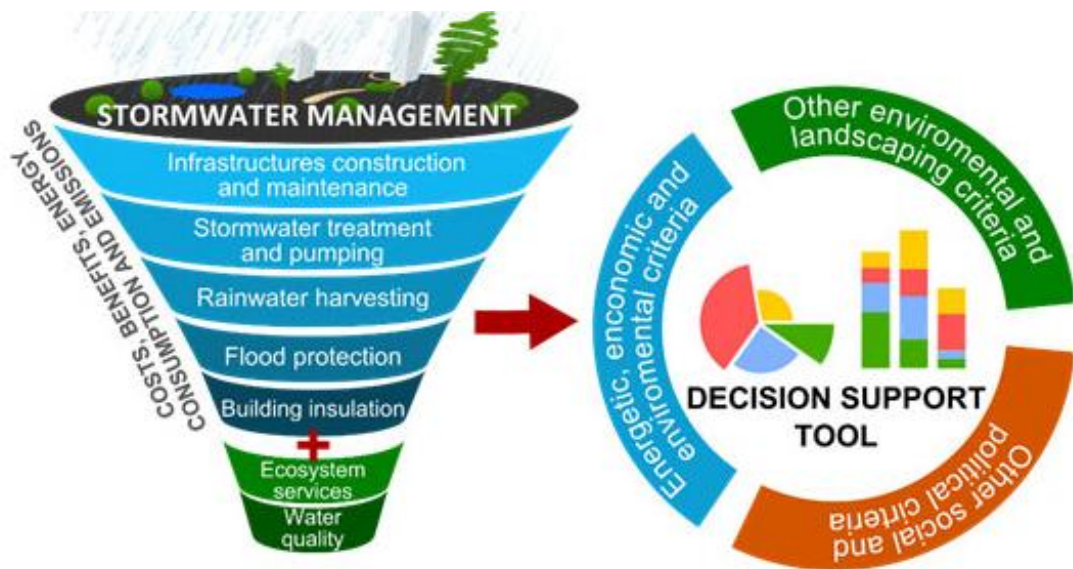 STORMWATER MANAGEMENT
Infrastructures construction
and maintenance
Stormwater treatment
and pumping
Rainwater harvesting
Flood protection
Building insulation
+
Ecosystem
services
Water
quality
COSTS, BENEFITS, ENERGY
CONSUMPTION AND EMISSIONS
Energetic, enconomic and
enviromental criteria
Other enviromental and
landscaping criteria
Other social and
political cirteria
DECISION SUPPORT
TOOL